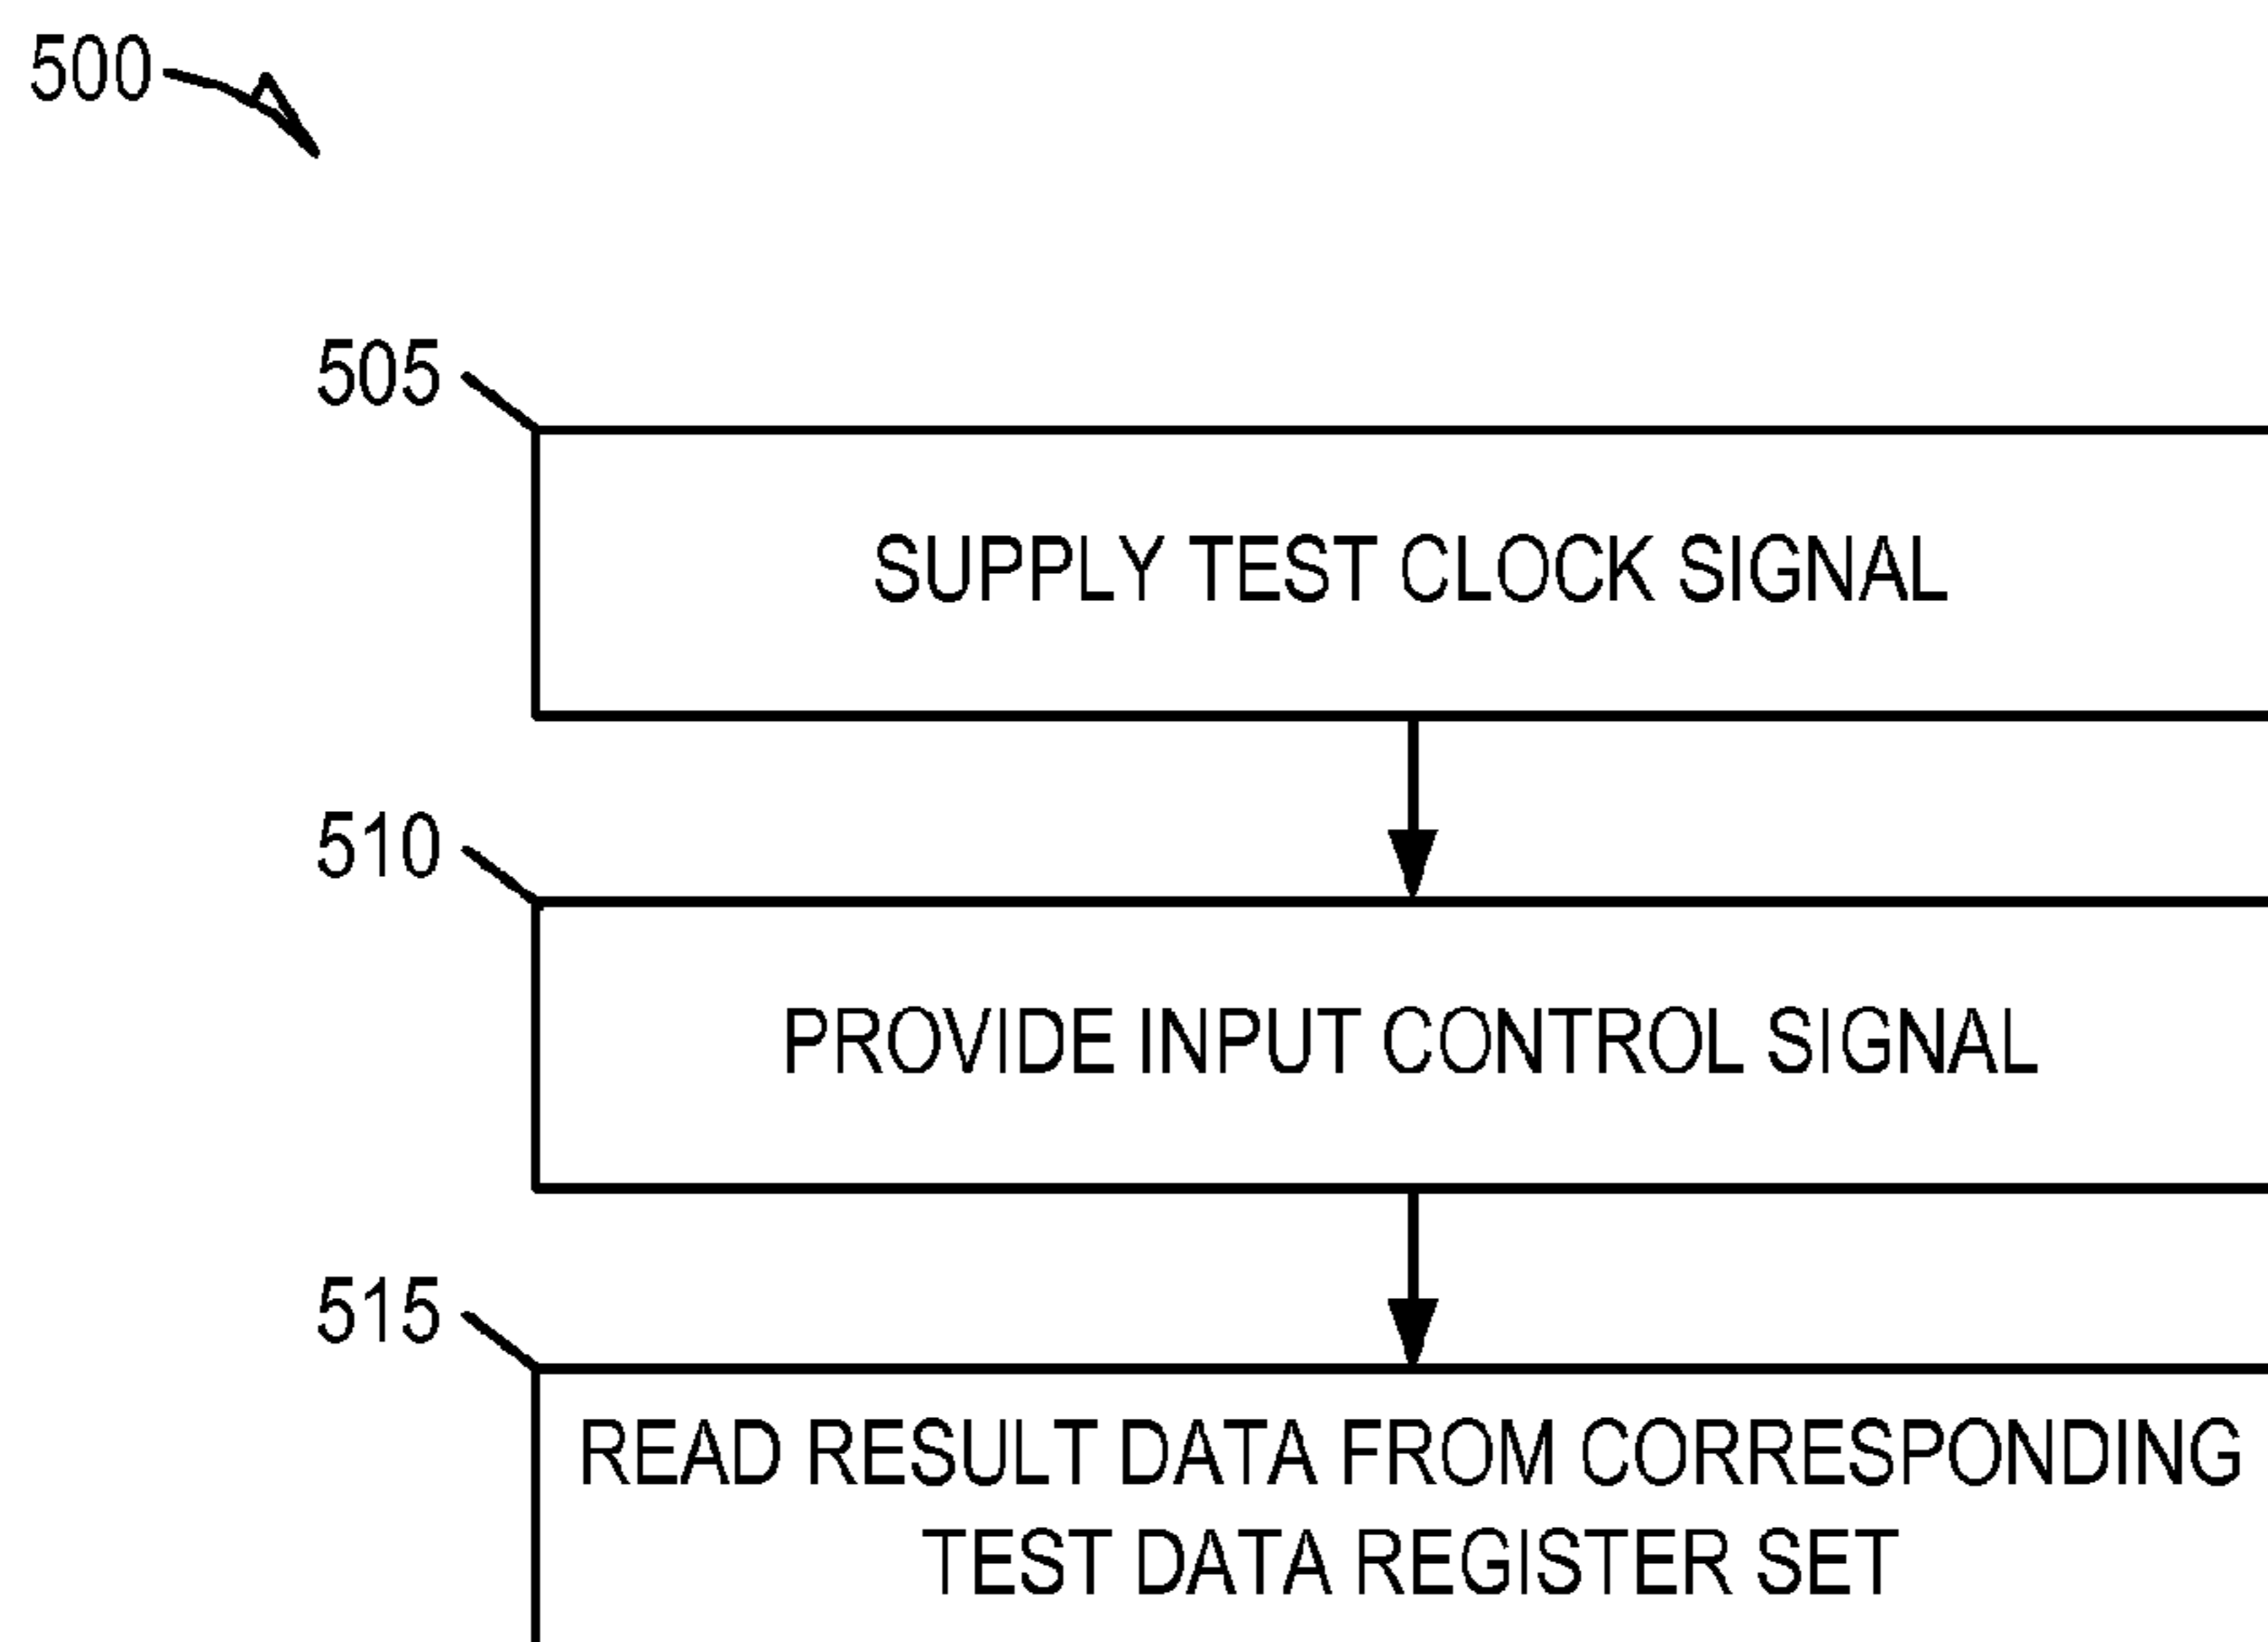 500
505
SUPPLY TEST CLOCK SIGNAL
510
PROVIDE INPUT CONTROL SIGNAL
515
READ RESULT DATA FROM CORRESPONDING
TEST DATA REGISTER SET